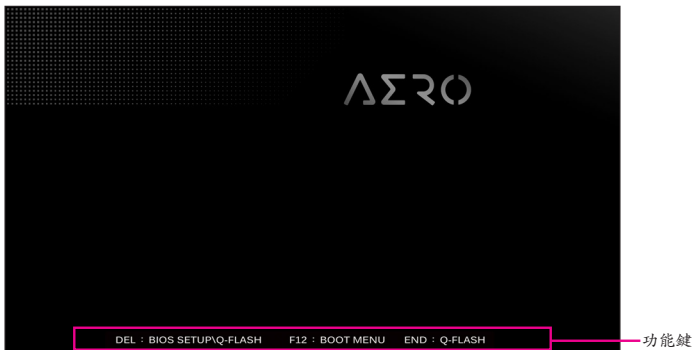 AERO
DEL : BIOS SETUP\Q-FLASH F12 : BOOT MENU END : Q-FLASH
功能鍵